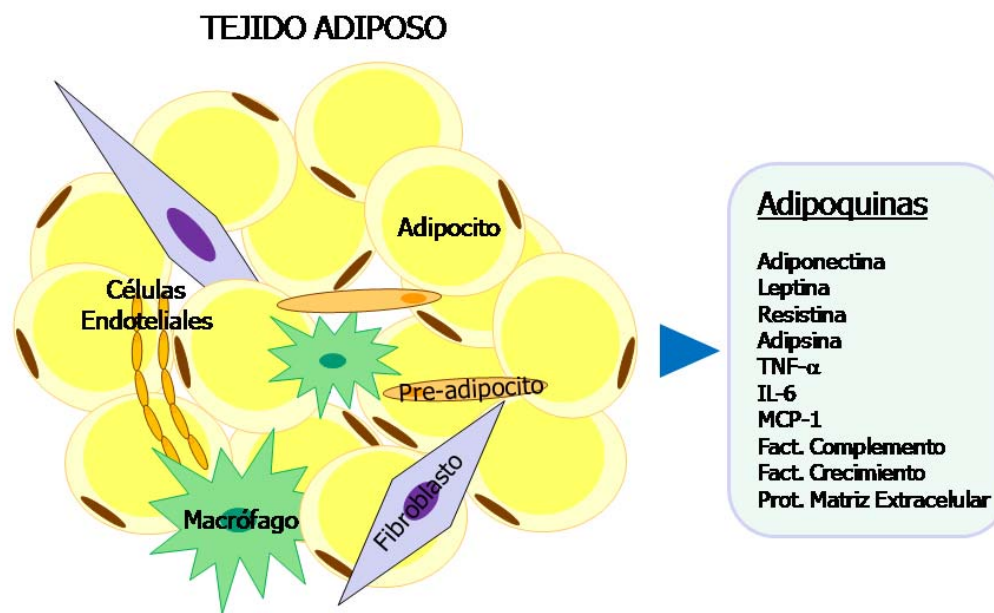 TEJIDO ADIPOSO
Adipocito
Células
Endoteliales
Pre-adipocito
Macrófago
Fibroblasto
Adipoquinas
Adiponectina
Leptina
Resistina
Adipsina
TNF-α
IL-6
MCP-1
Fact. Complemento
Fact. Crecimiento
Prot. Matriz Extracelular